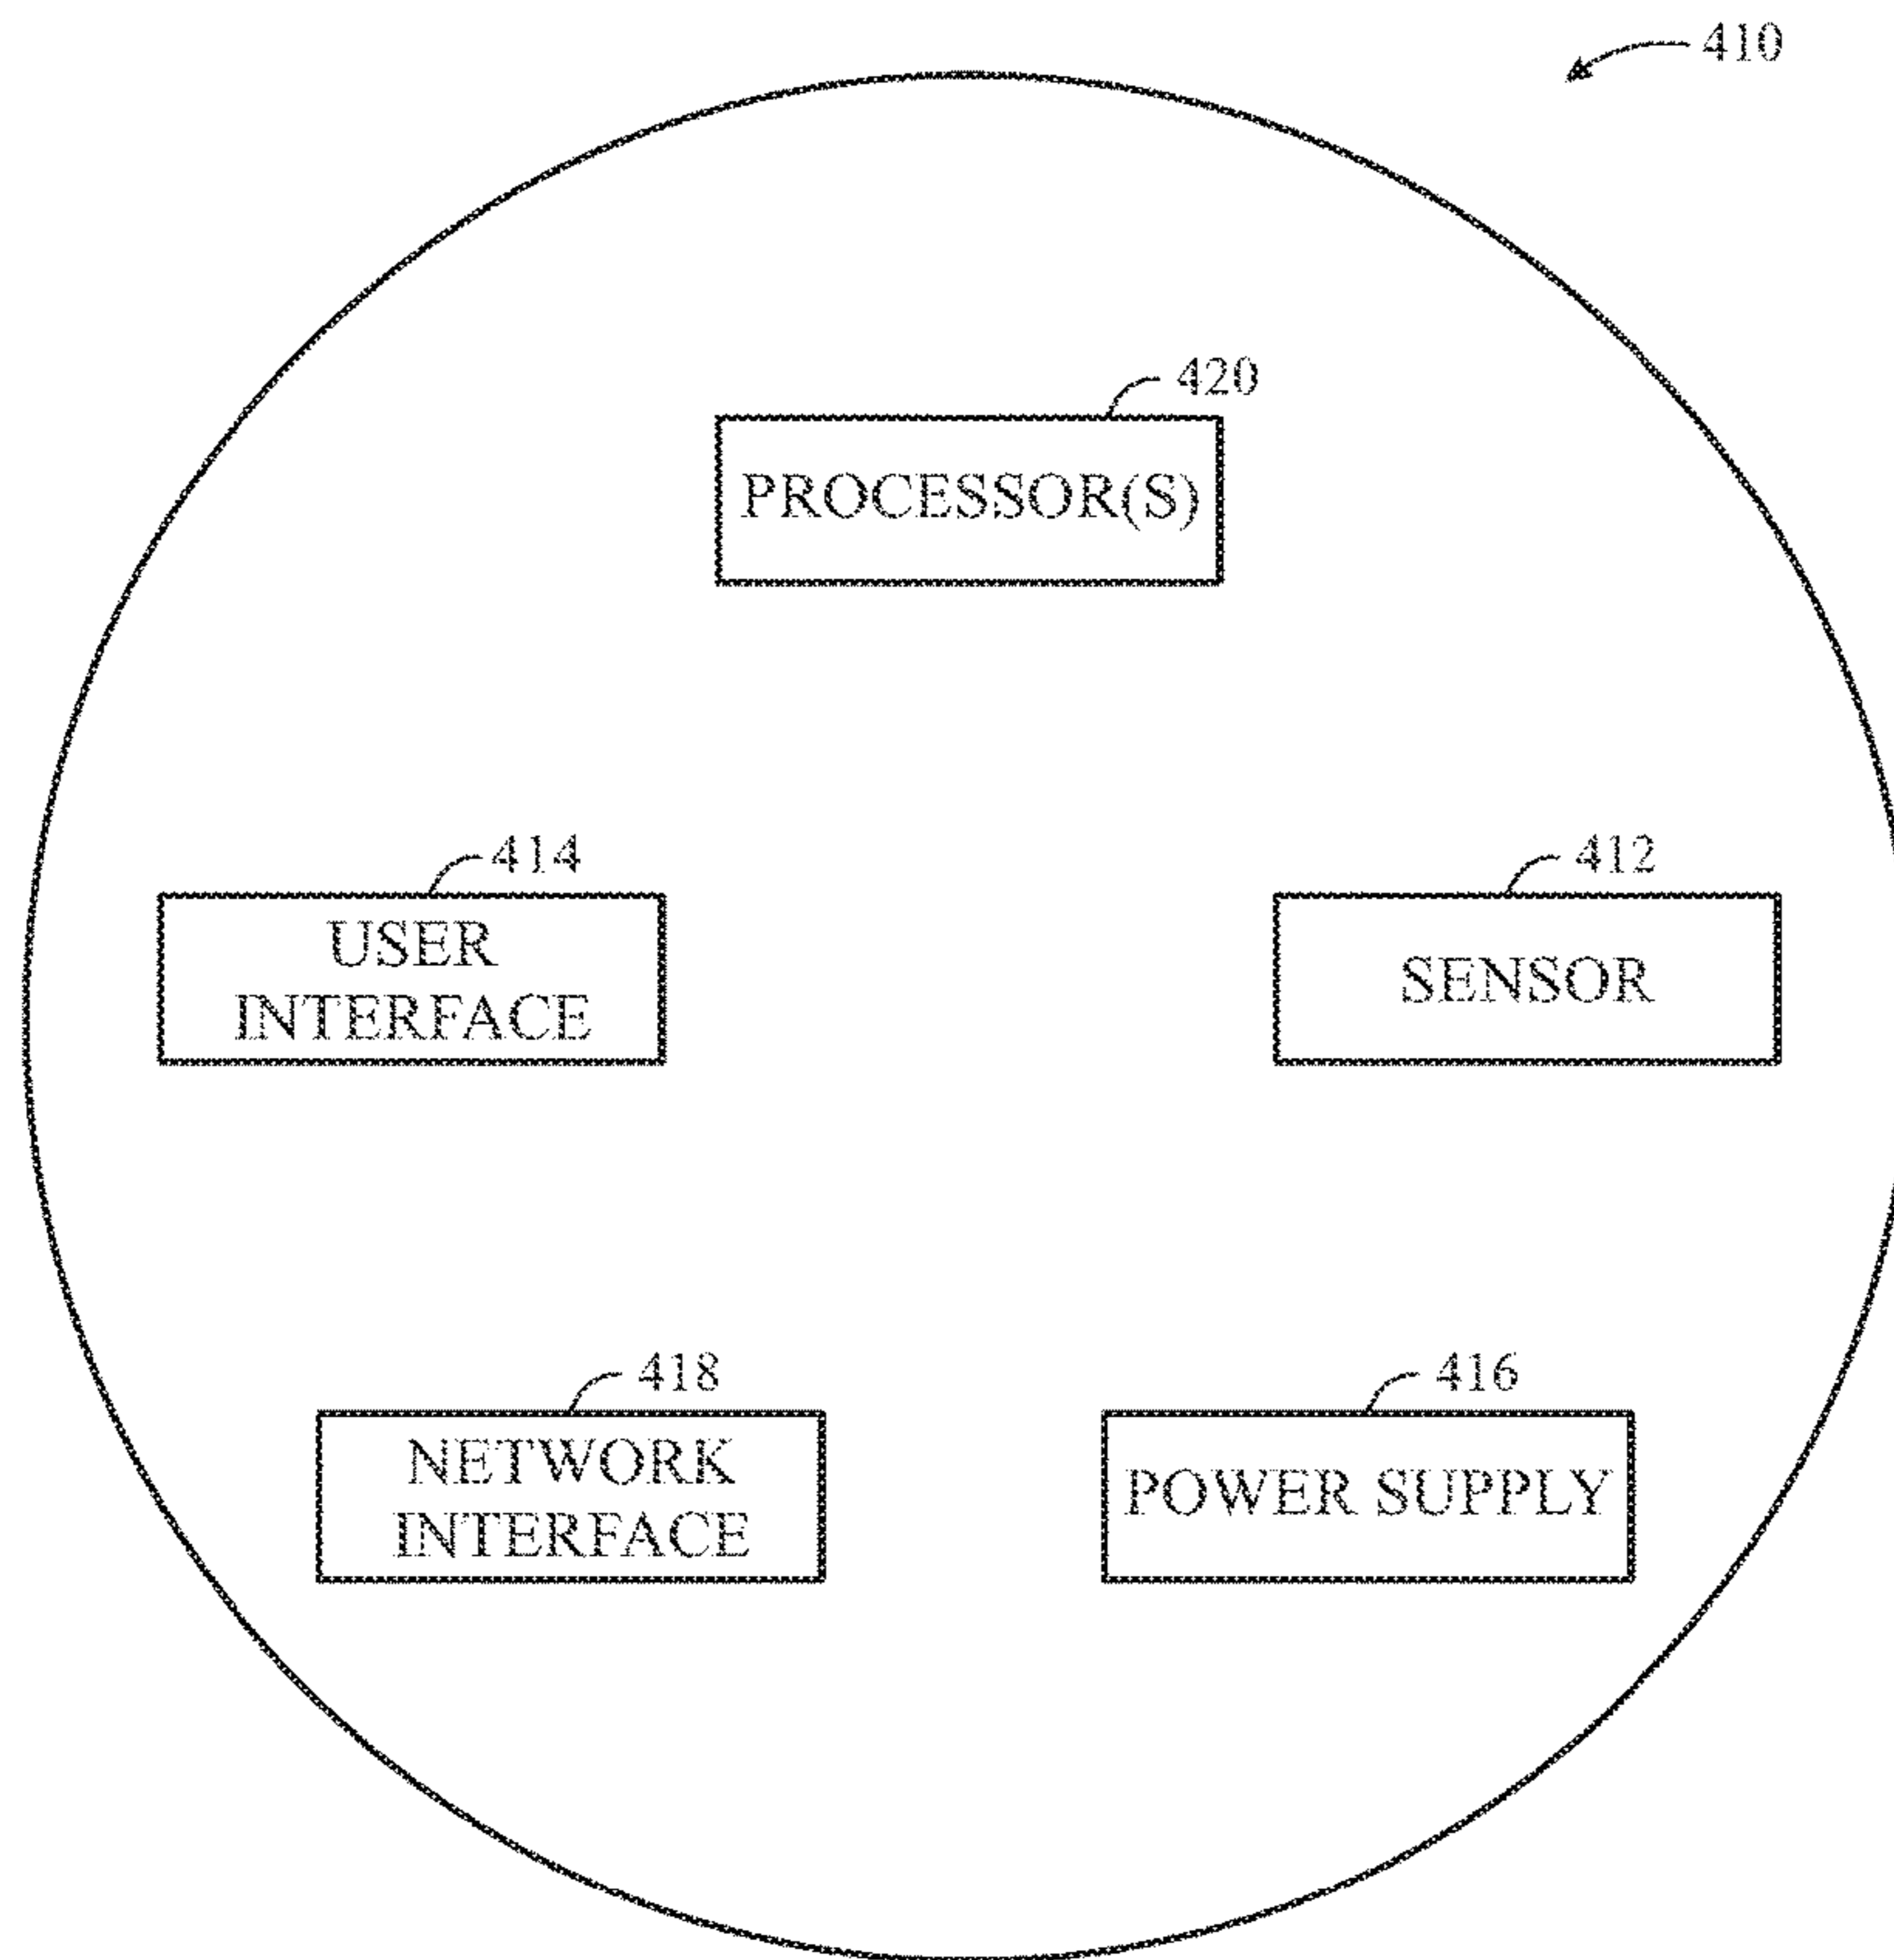 410
420
PROCESSOR(S)
414
USER
INTERFACE
412
SENSOR
418
NETWORK
INTERFACE
416
POWER SUPPLY